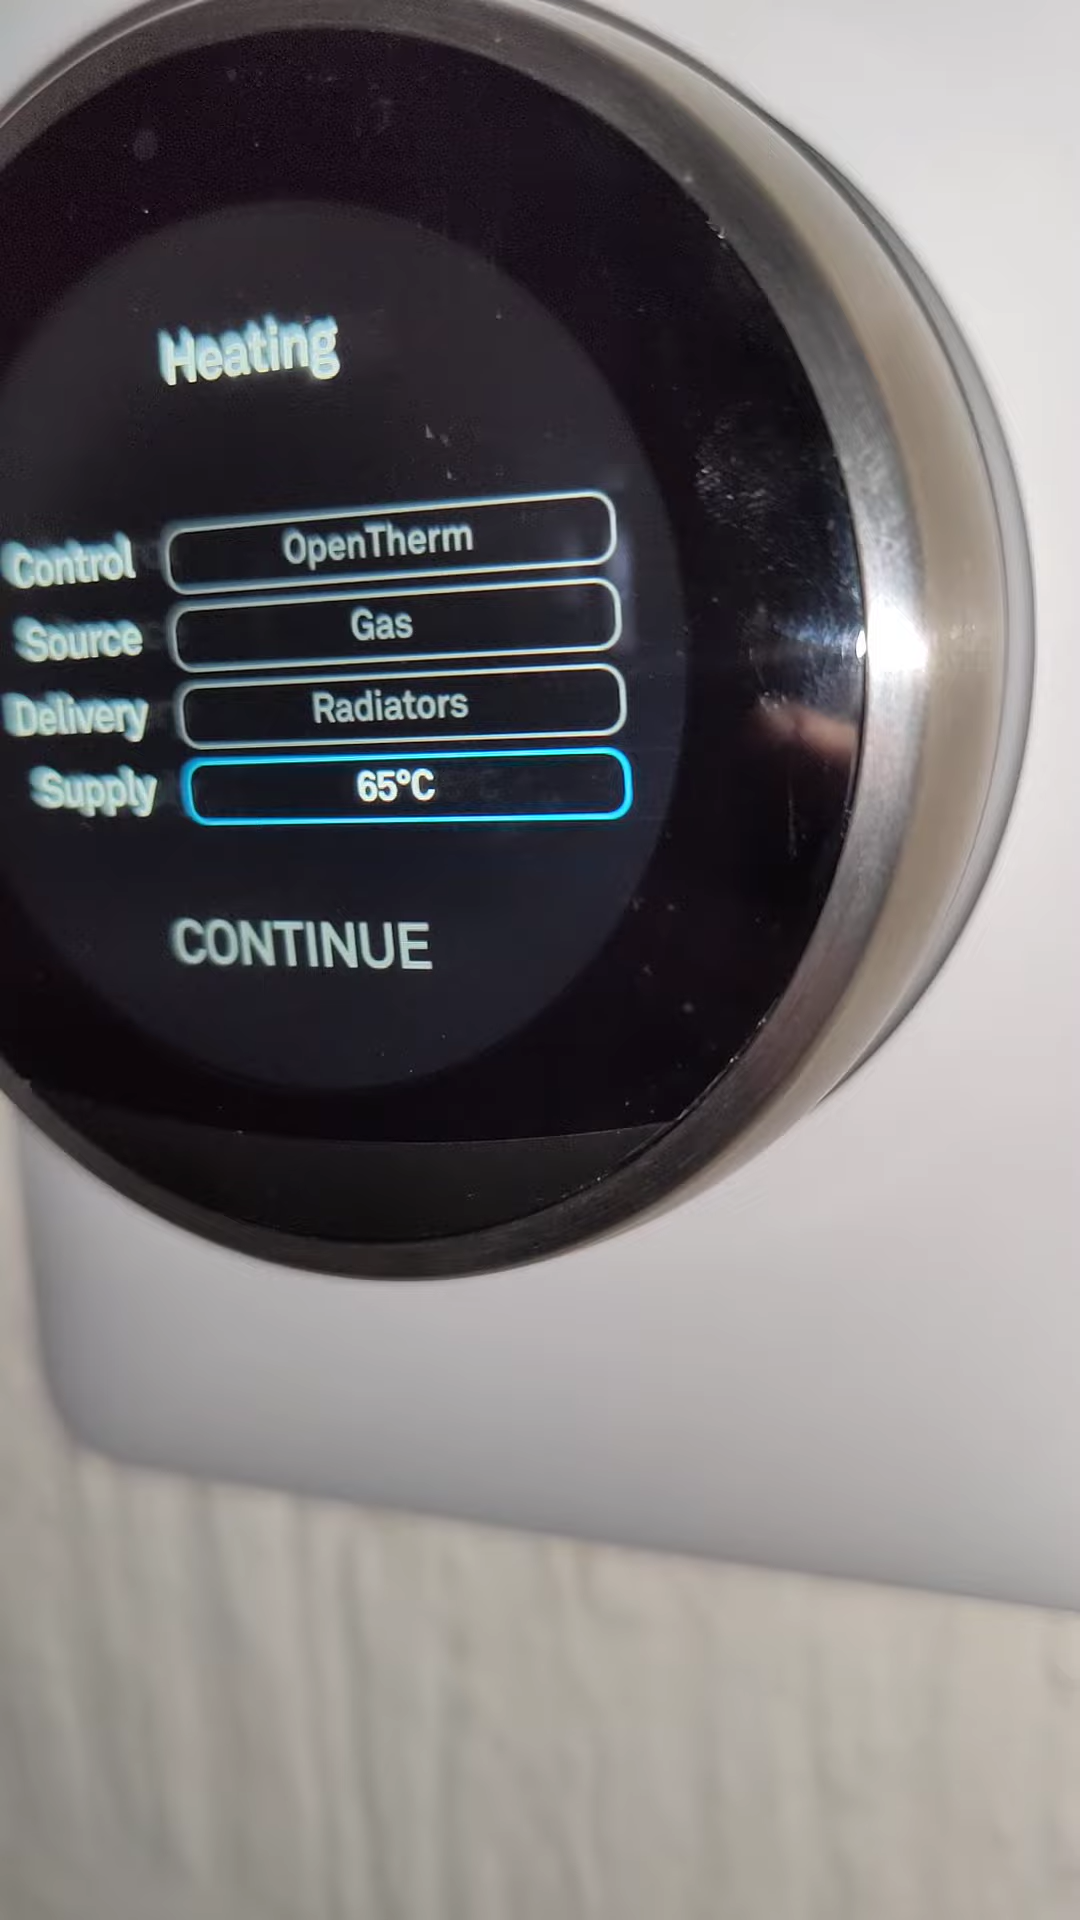 Heating
Control OpenTherm
Source Gas
Delivery Radiators
Supply 65°C
CONTINUE